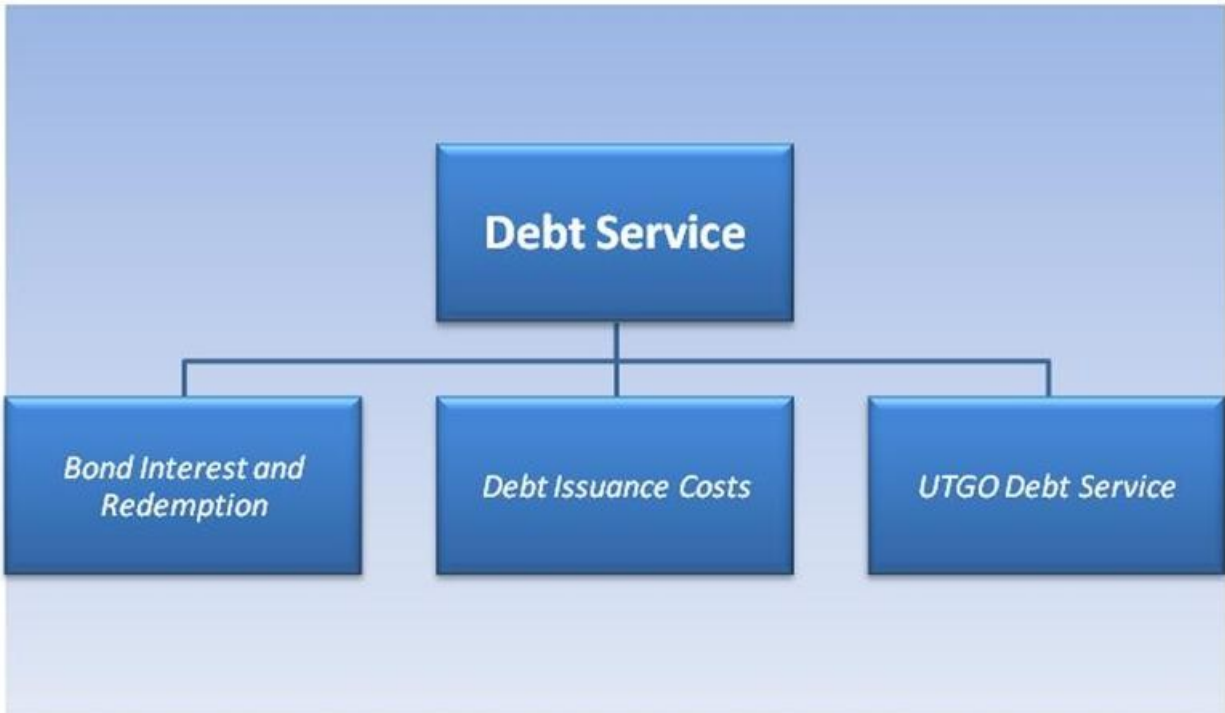 Debt Service
Bond Interest and
Redemption
Debt Issuance Costs
UTGO Debt Service